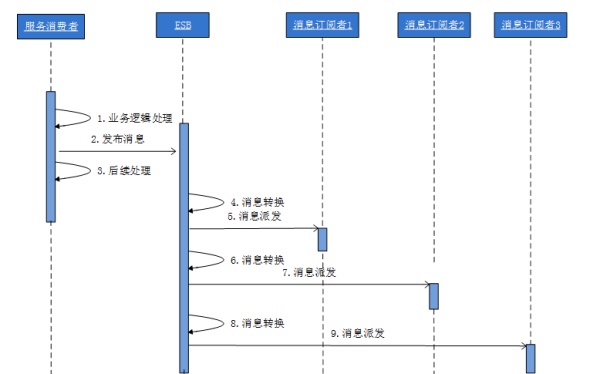 服务消费者
ESB
消息订阅者1
消息订阅者2
消息订阅者3
1.业务逻辑处理
2.发布消息
3.后续处理
4.消息转换
5.消息派发
6.消息转换
7.消息派发
8.消息转换
9.消息派发